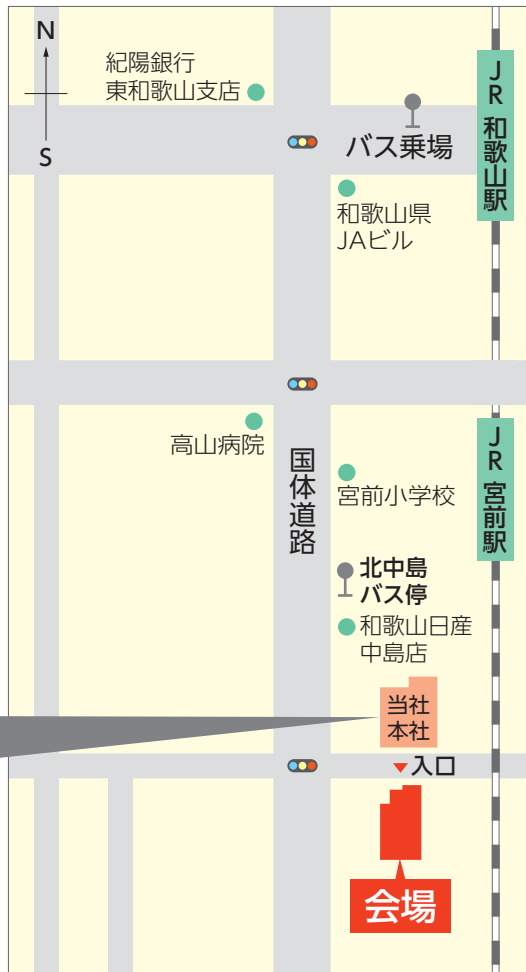 N
S
紀陽銀行
東和歌山支店
バス乗場
JR 和歌山駅
和歌山県
JAビル
高山病院
国体道路
宮前小学校
JR 宮前駅
北中島
バス停
和歌山日産
中島店
当社
本社
入口
会場